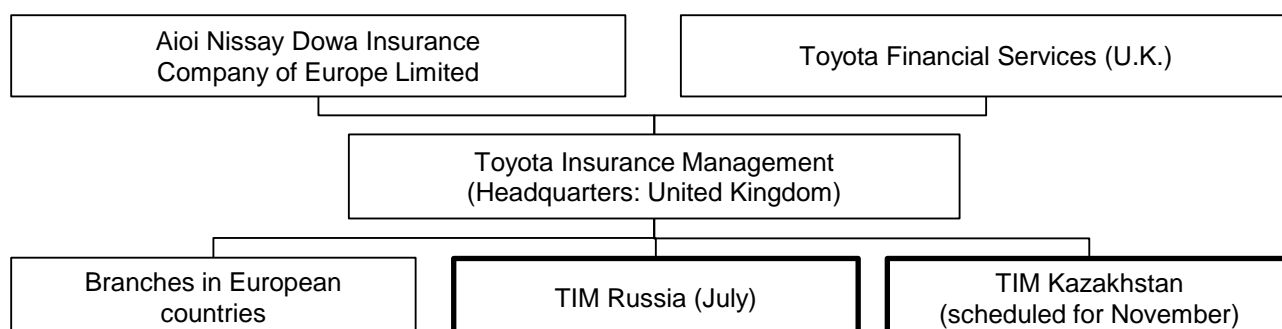 Aioi Nissay Dowa Insurance
Company of Europe Limited
Toyota Financial Services (U.K.)
Toyota Insurance Management
(Headquarters: United Kingdom)
Branches in European
countries
TIM Russia (July)
TIM Kazakhstan
(scheduled for November)